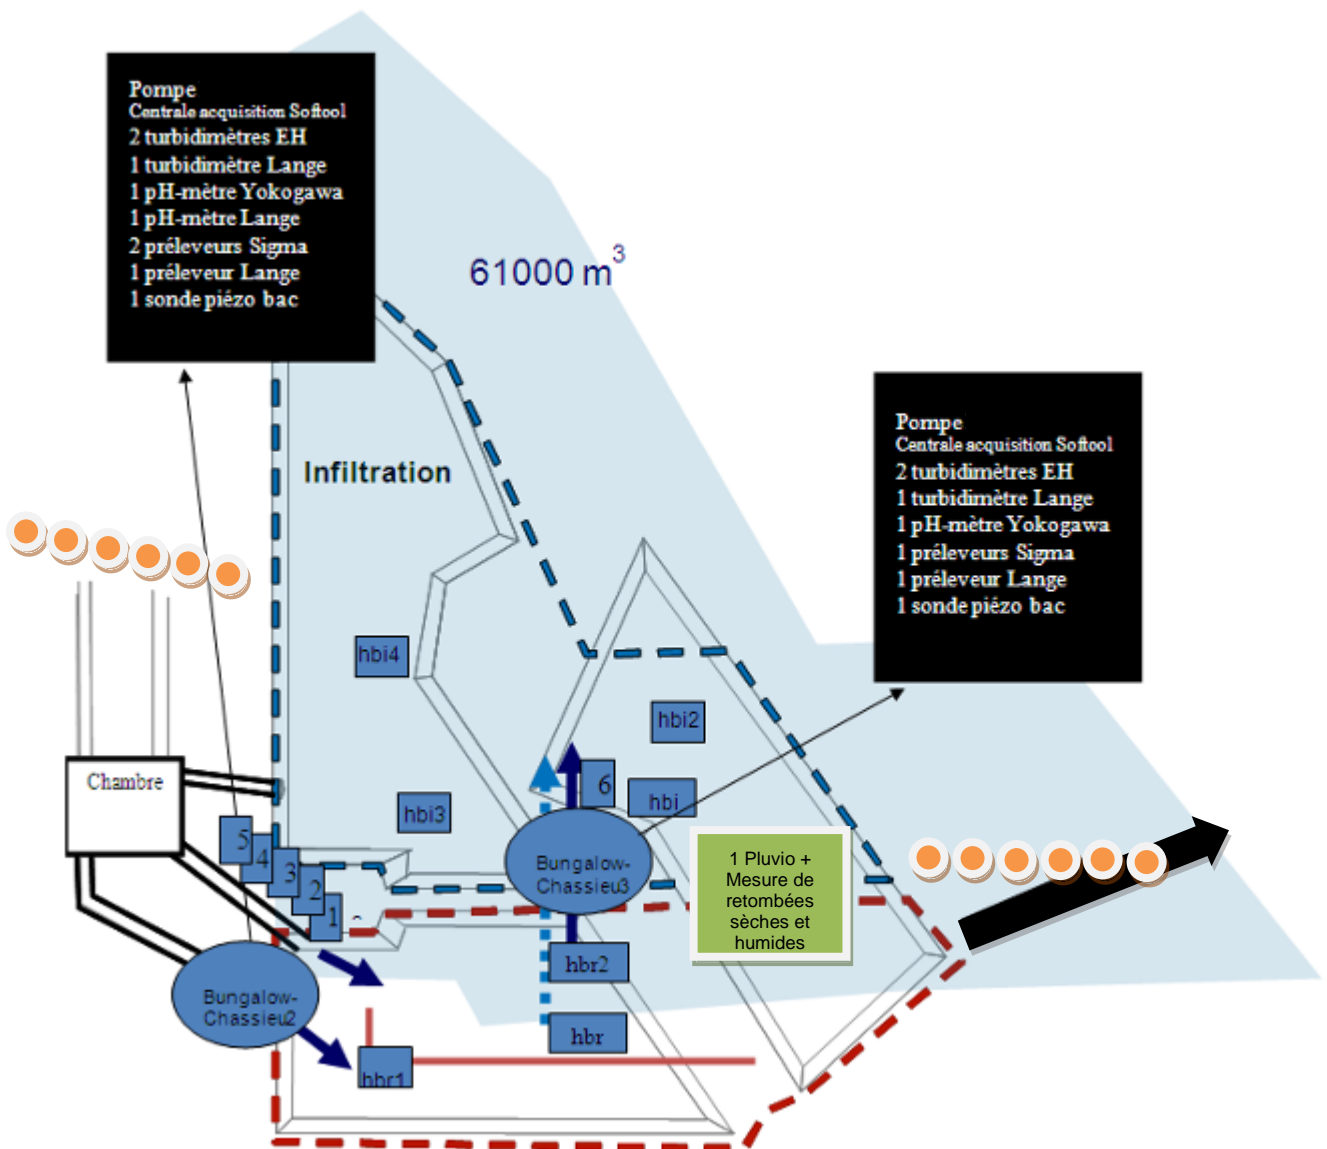 Pompe
Centrale acquisition Softool
2 turbidimètres EH
1 turbidimètre Lange
1 pH-mètre Yokogawa
1 pH-mètre Lange
2 préleveurs Sigma
1 préleveur Lange
1 sonde piézo bac
61000 m³
Infiltration
Pompe
Centrale acquisition Softool
2 turbidimètres EH
1 turbidimètre Lange
1 pH-mètre Yokogawa
1 préleveurs Sigma
1 préleveur Lange
1 sonde piézo bac
hbi4
hbi2
Chambre
6
hbi
hbi3
5
4
3
2
1
Bungalow-
Chassieu3
1 Pluvio +
Mesure de
retombées
sèches et
humides
hbr2
Bungalow-
Chassieu2
hbr
hbr1